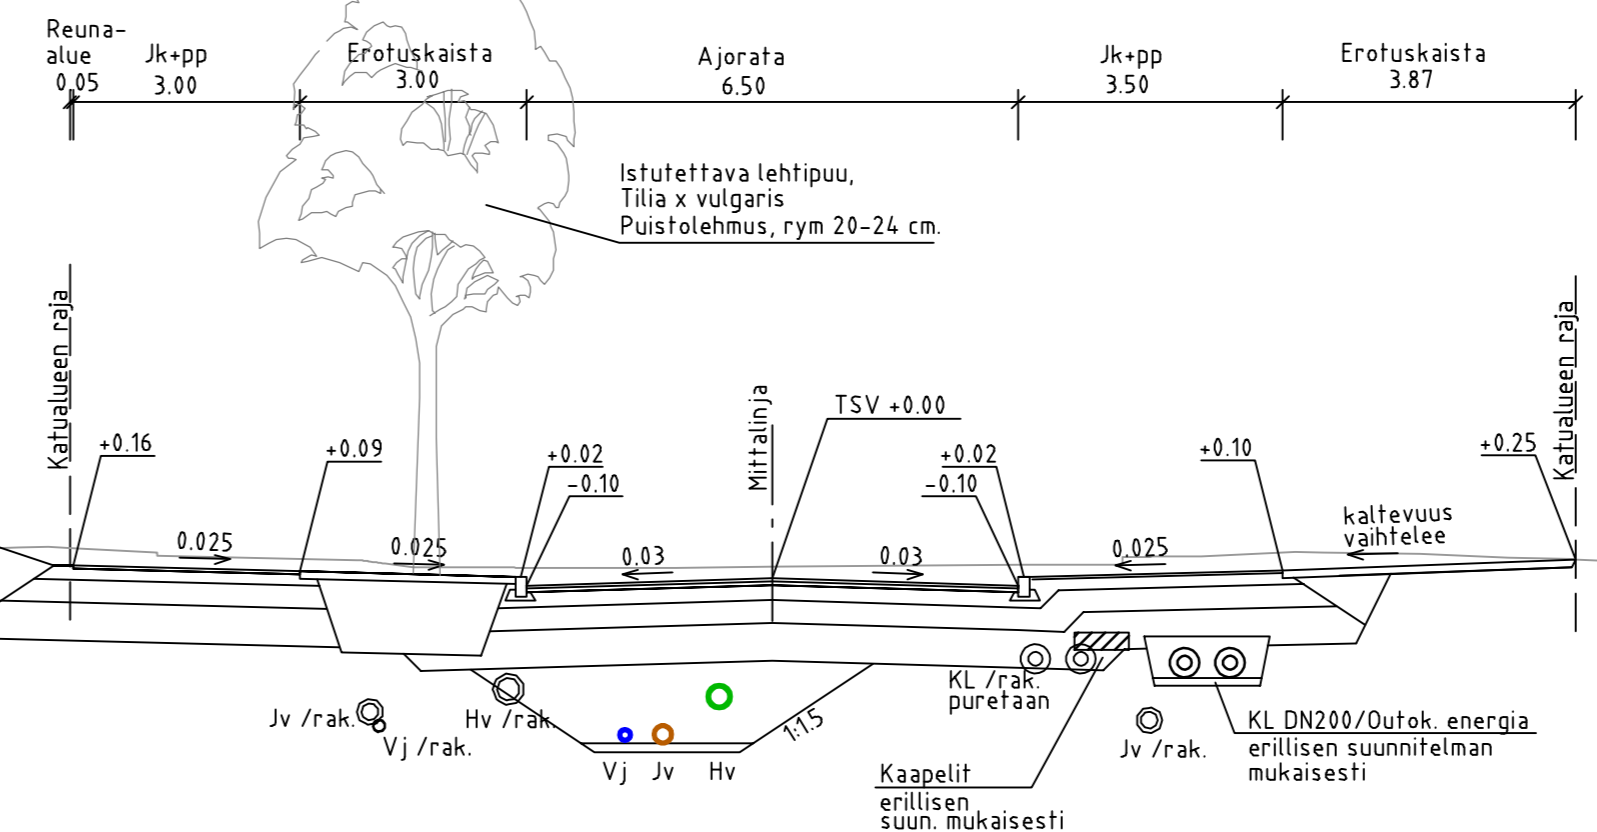 Reuna-
alue
0.05
Jk+pp
3.00
Erotuskaista
3.00
Ajorata
6.50
Jk+pp
3.50
Erotuskaista
3.87
Istutettava lehtipuu,
Tilia x vulgaris
Puistolehmus, rym 20-24 cm.
Katualueen raja
Mittalinja
Katualueen raja
TSV +0.00
+0.16
+0.09
+0.02
-0.10
+0.02
-0.10
+0.10
+0.25
0.025
0.025
0.03
0.03
0.025
kaltevuus
vaihtelee
Jv /rak.
Vj /rak.
Hv /rak.
Vj
Jv
Hv
1:1.5
KL /rak.
puretaan
Kaapelit
erillisen
suun. mukaisesti
Jv /rak.
KL DN200/Outok. energia
erillisen suunnitelman
mukaisesti